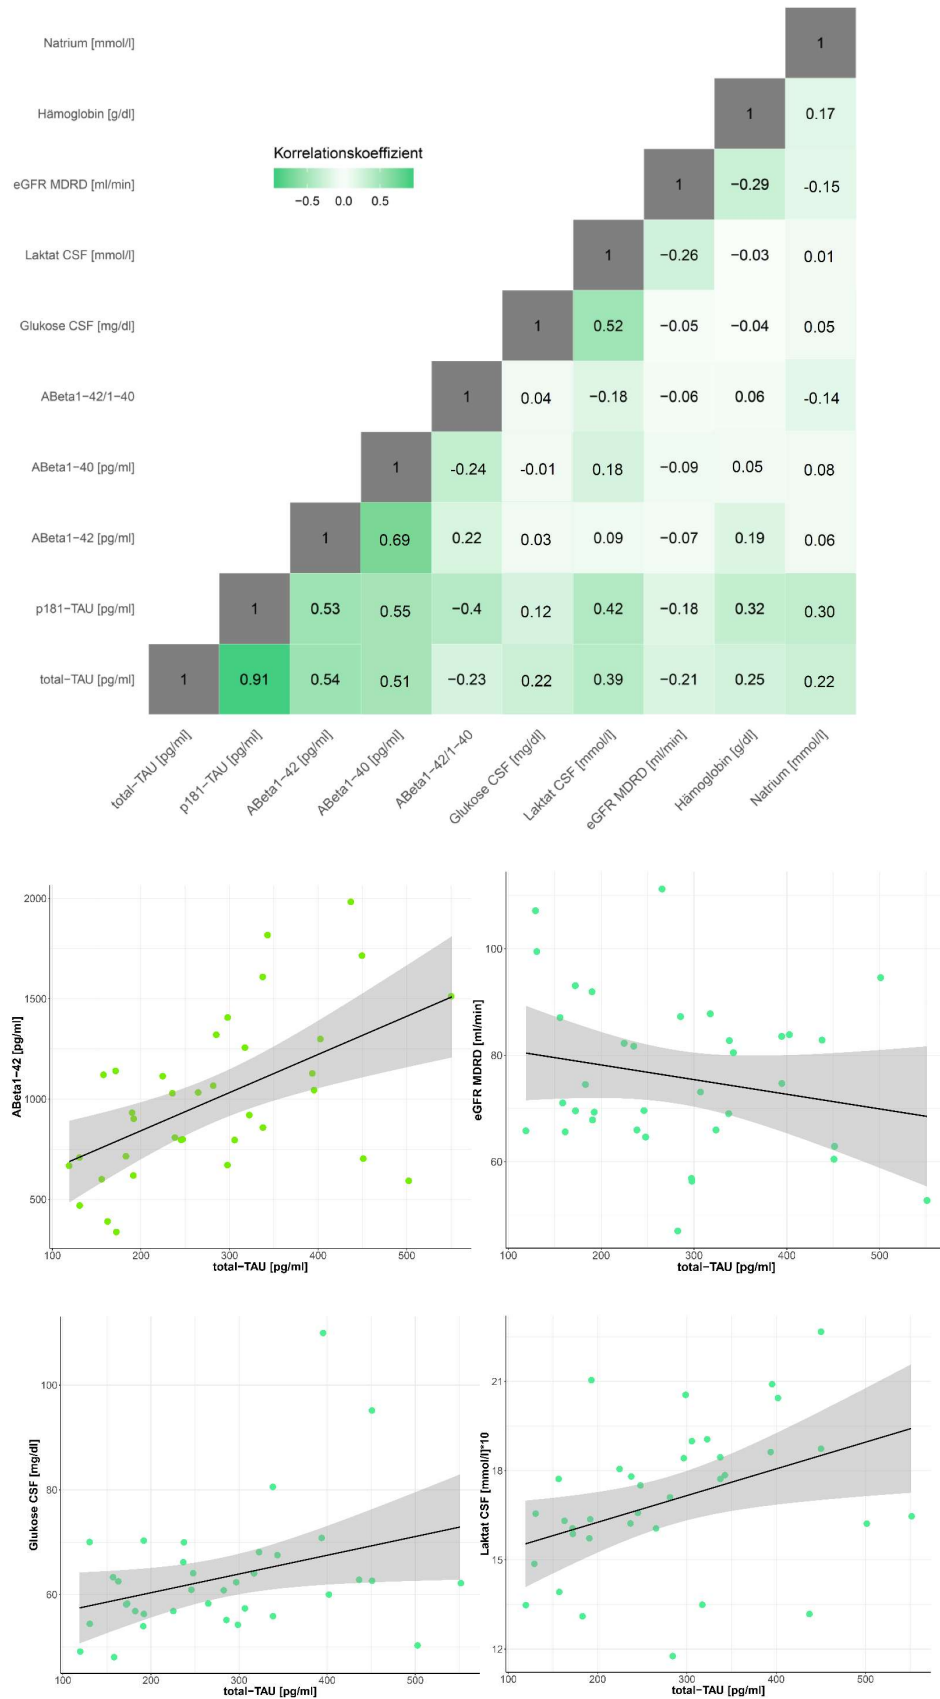 Natrium [mmol/l] 1
Hämoglobin [g/dl] 1 0.17
Korrelationskoeffizient
−0.5 0.0 0.5
eGFR MDRD [ml/min] 1 −0.29 -0.15
Laktat CSF [mmol/l] 1 −0.26 −0.03 0.01
Glukose CSF [mg/dl] 1 0.52 −0.05 −0.04 0.05
ABeta1−42/1−40 1 0.04 −0.18 −0.06 0.06 -0.14
ABeta1−40 [pg/ml] 1 -0.24 -0.01 0.18 −0.09 0.05 0.08
ABeta1−42 [pg/ml] 1 0.69 0.22 0.03 0.09 −0.07 0.19 0.06
p181−TAU [pg/ml] 1 0.53 0.55 −0.4 0.12 0.42 −0.18 0.32 0.30
total−TAU [pg/ml] 1 0.91 0.54 0.51 −0.23 0.22 0.39 −0.21 0.25 0.22
total−TAU [pg/ml]
p181−TAU [pg/ml]
ABeta1−42 [pg/ml]
ABeta1−40 [pg/ml]
ABeta1−42/1−40
Glukose CSF [mg/dl]
Laktat CSF [mmol/l]
eGFR MDRD [ml/min]
Hämoglobin [g/dl]
Natrium [mmol/l]
ABeta1−42 [pg/ml]
2000
1500
1000
500
100 200 300 400 500
total−TAU [pg/ml]
eGFR MDRD [ml/min]
100
80
60
100 200 300 400 500
total−TAU [pg/ml]
Glukose CSF [mg/dl]
100
80
60
100 200 300 400 500
total−TAU [pg/ml]
Laktat CSF [mmol/l]*10
21
18
15
12
100 200 300 400 500
total−TAU [pg/ml]